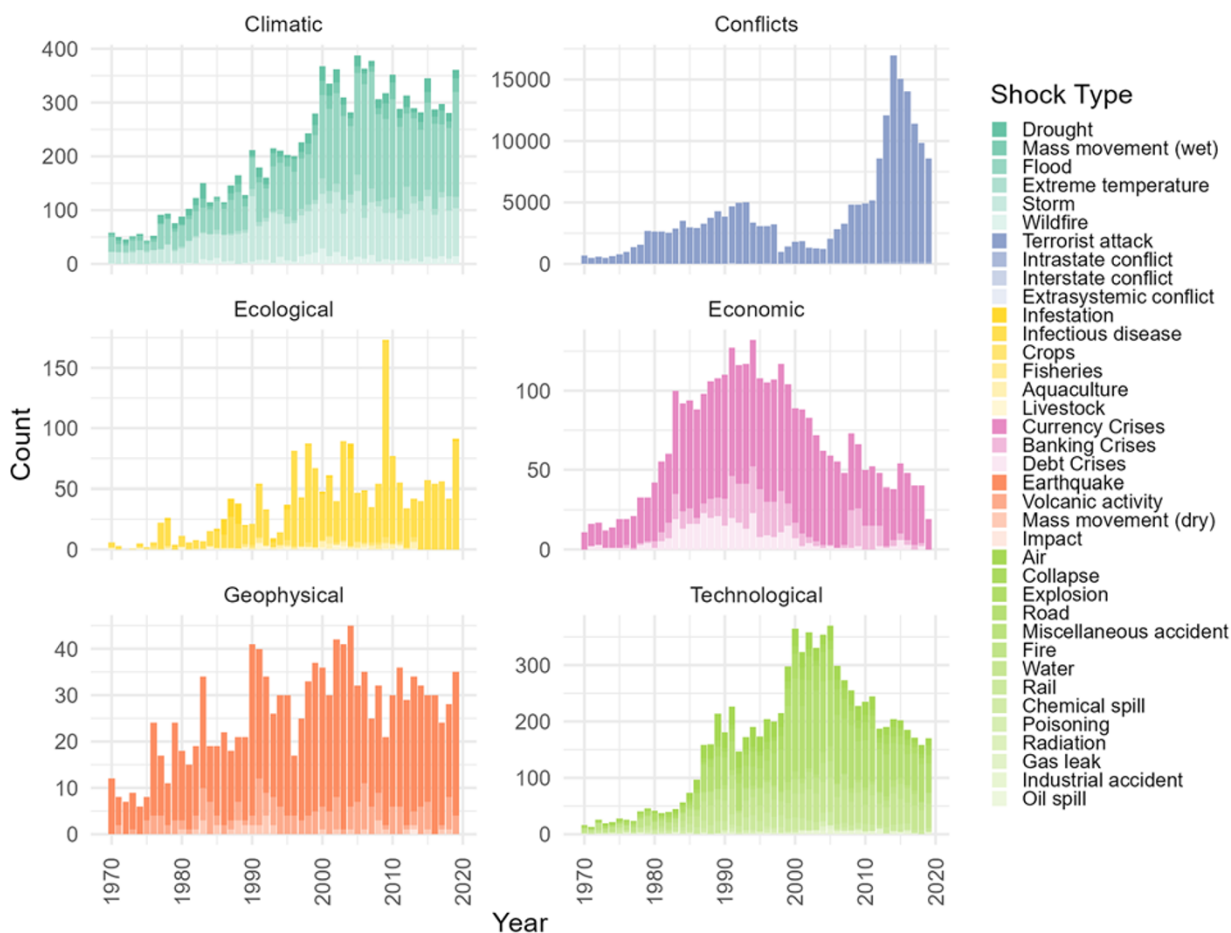 Climatic
Conflicts
400
300
200
100
0
15000
10000
5000
0
Ecological
Economic
150
100
50
0
100
50
0
Geophysical
Technological
40
30
20
10
0
300
200
100
0
1970
1980
1990
2000
2010
2020
1970
1980
1990
2000
2010
2020
Count
Year
Shock Type
Drought
Mass movement (wet)
Flood
Extreme temperature
Storm
Wildfire
Terrorist attack
Intrastate conflict
Interstate conflict
Extrasystemic conflict
Infestation
Infectious disease
Crops
Fisheries
Aquaculture
Livestock
Currency Crises
Banking Crises
Debt Crises
Earthquake
Volcanic activity
Mass movement (dry)
Impact
Air
Collapse
Explosion
Road
Miscellaneous accident
Fire
Water
Rail
Chemical spill
Poisoning
Radiation
Gas leak
Industrial accident
Oil spill